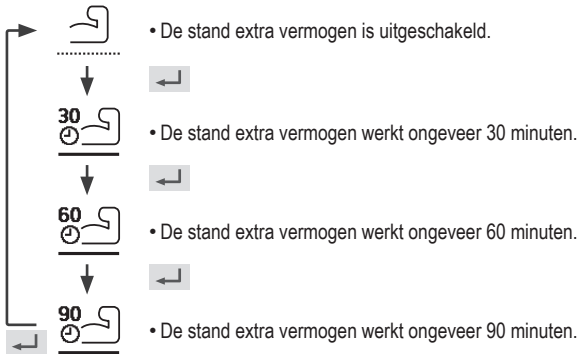 • De stand extra vermogen is uitgeschakeld.
30
• De stand extra vermogen werkt ongeveer 30 minuten.
60
• De stand extra vermogen werkt ongeveer 60 minuten.
90
• De stand extra vermogen werkt ongeveer 90 minuten.